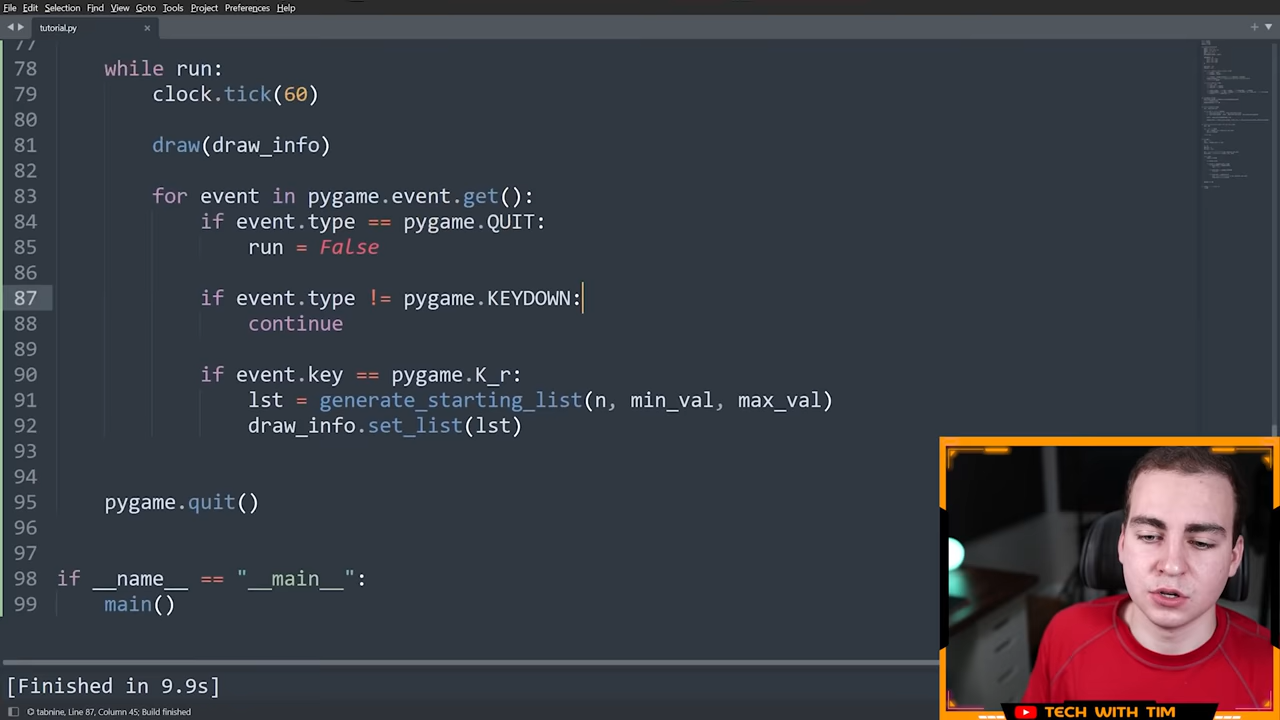 File Edit Selection Find View Goto Tools Project Preferences Help
tutorial.py
77
78 while run:
79 clock.tick(60)
80
81 draw(draw_info)
82
83 for event in pygame.event.get():
84 if event.type == pygame.QUIT:
85 run = False
86
87 if event.type != pygame.KEYDOWN:
88 continue
89
90 if event.key == pygame.K_r:
91 lst = generate_starting_list(n, min_val, max_val)
92 draw_info.set_list(lst)
93
94
95 pygame.quit()
96
97
98 if __name__ == "__main__":
99 main()
[Finished in 9.9s]
tabnine, Line 87, Column 45; Build finished
TECH WITH TIM